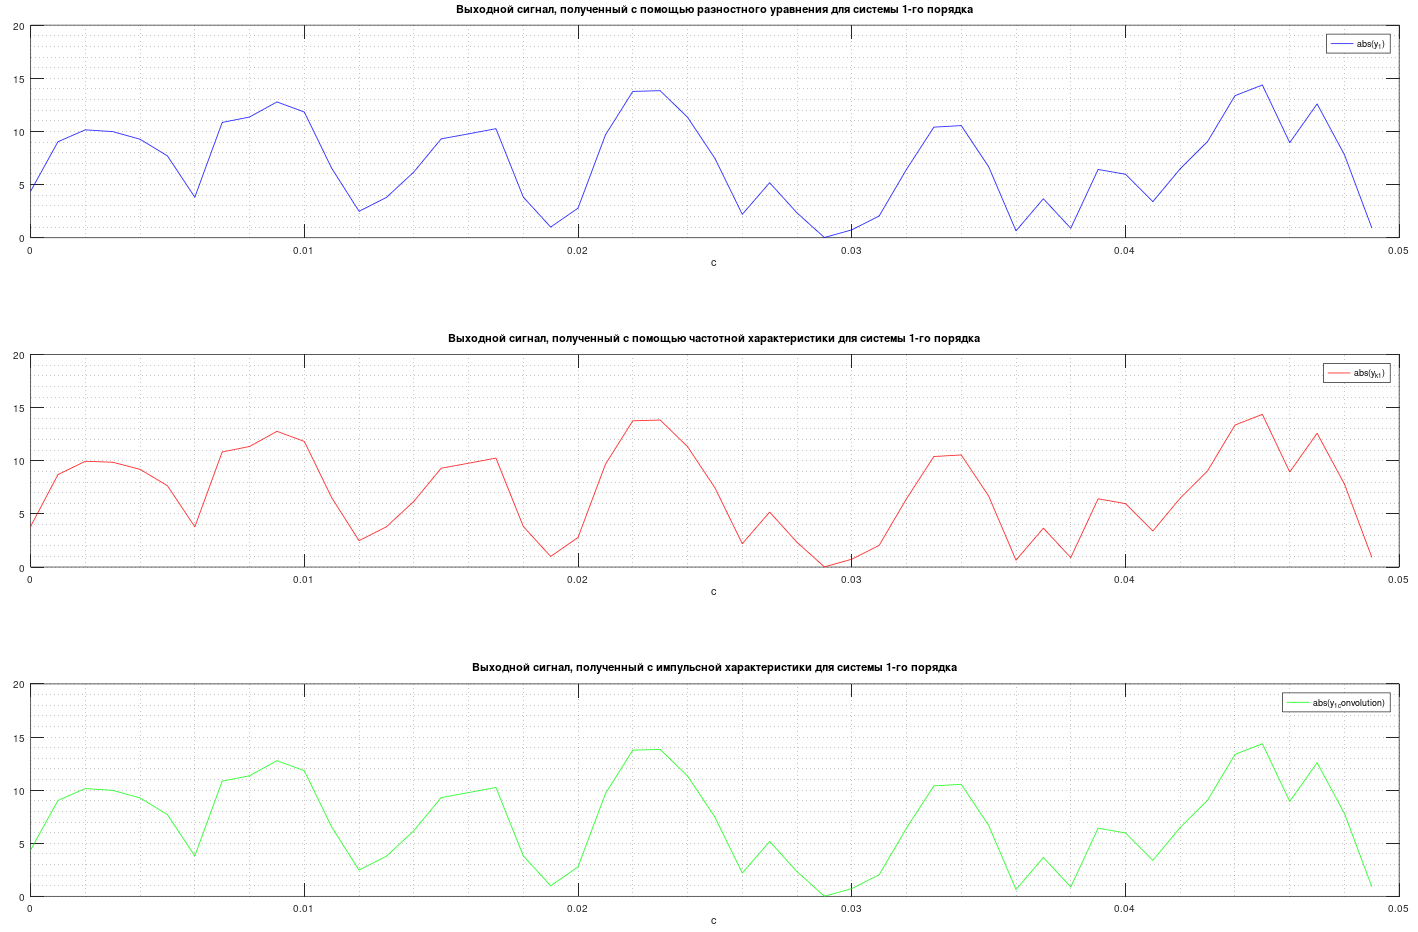 Выходной сигнал, полученный с помощью разностного уравнения для системы 1-го порядка
20
abs(y1)
15
10
5
0
0 0.01 0.02 0.03 0.04 0.05
с
Выходной сигнал, полученный с помощью частотной характеристики для системы 1-го порядка
20
abs(yk1)
15
10
5
0
0 0.01 0.02 0.03 0.04 0.05
с
Выходной сигнал, полученный с импульсной характеристики для системы 1-го порядка
20
abs(y1convolution)
15
10
5
0
0 0.01 0.02 0.03 0.04 0.05
с